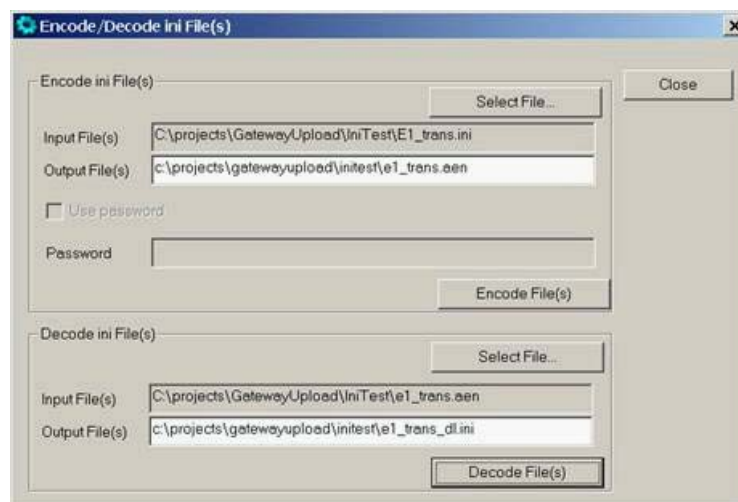 Encode/Decode ini File(s)
Encode ini File(s)
Select File...
Close
Input File(s) C:\projects\GatewayUpload\IniTest\E1_trans.ini
Output File(s) c:\projects\gatewayupload\initest\e1_trans.aen
Use password
Password
Encode File(s)
Decode ini File(s)
Select File...
Input File(s) C:\projects\GatewayUpload\IniTest\e1_trans.aen
Output File(s) c:\projects\gatewayupload\initest\e1_trans_dl.ini
Decode File(s)